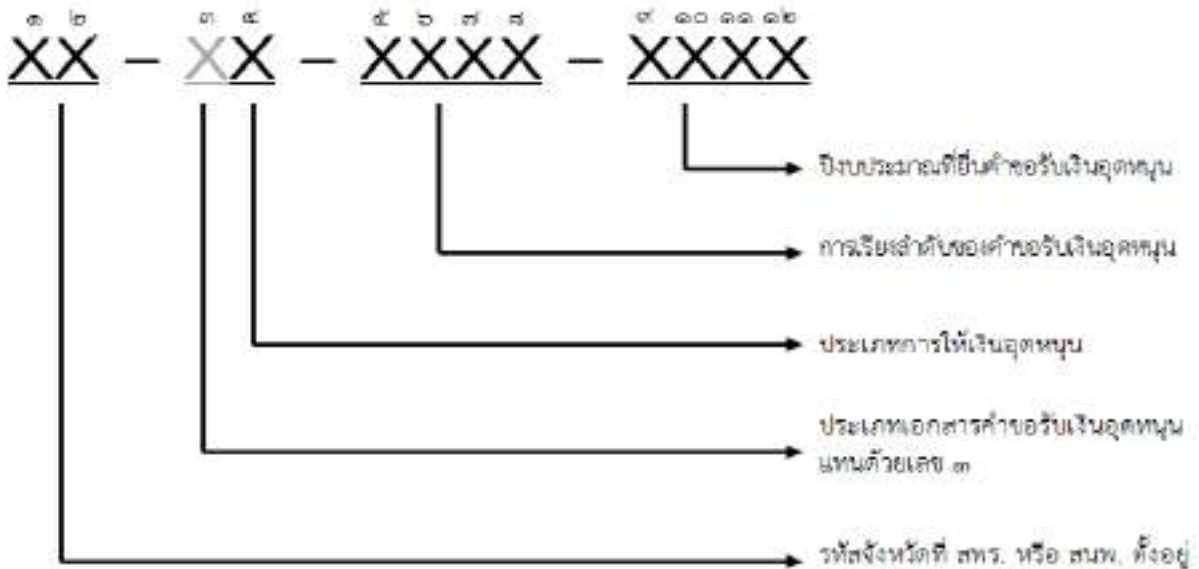 ๑ ๒ ๓ ๔ ๕ ๖ ๗ ๘ ๙ ๑๐ ๑๑ ๑๒
XX – XX – XXXX – XXXX
ปีงบประมาณที่ยื่นคำขอรับเงินอุดหนุน
การเรียงลำดับของคำขอรับเงินอุดหนุน
ประเภทการให้เงินอุดหนุน
ประเภทเอกสารคำขอรับเงินอุดหนุน
แทนด้วยเลข ๓
รหัสจังหวัดที่ สพร. หรือ สนพ. ตั้งอยู่